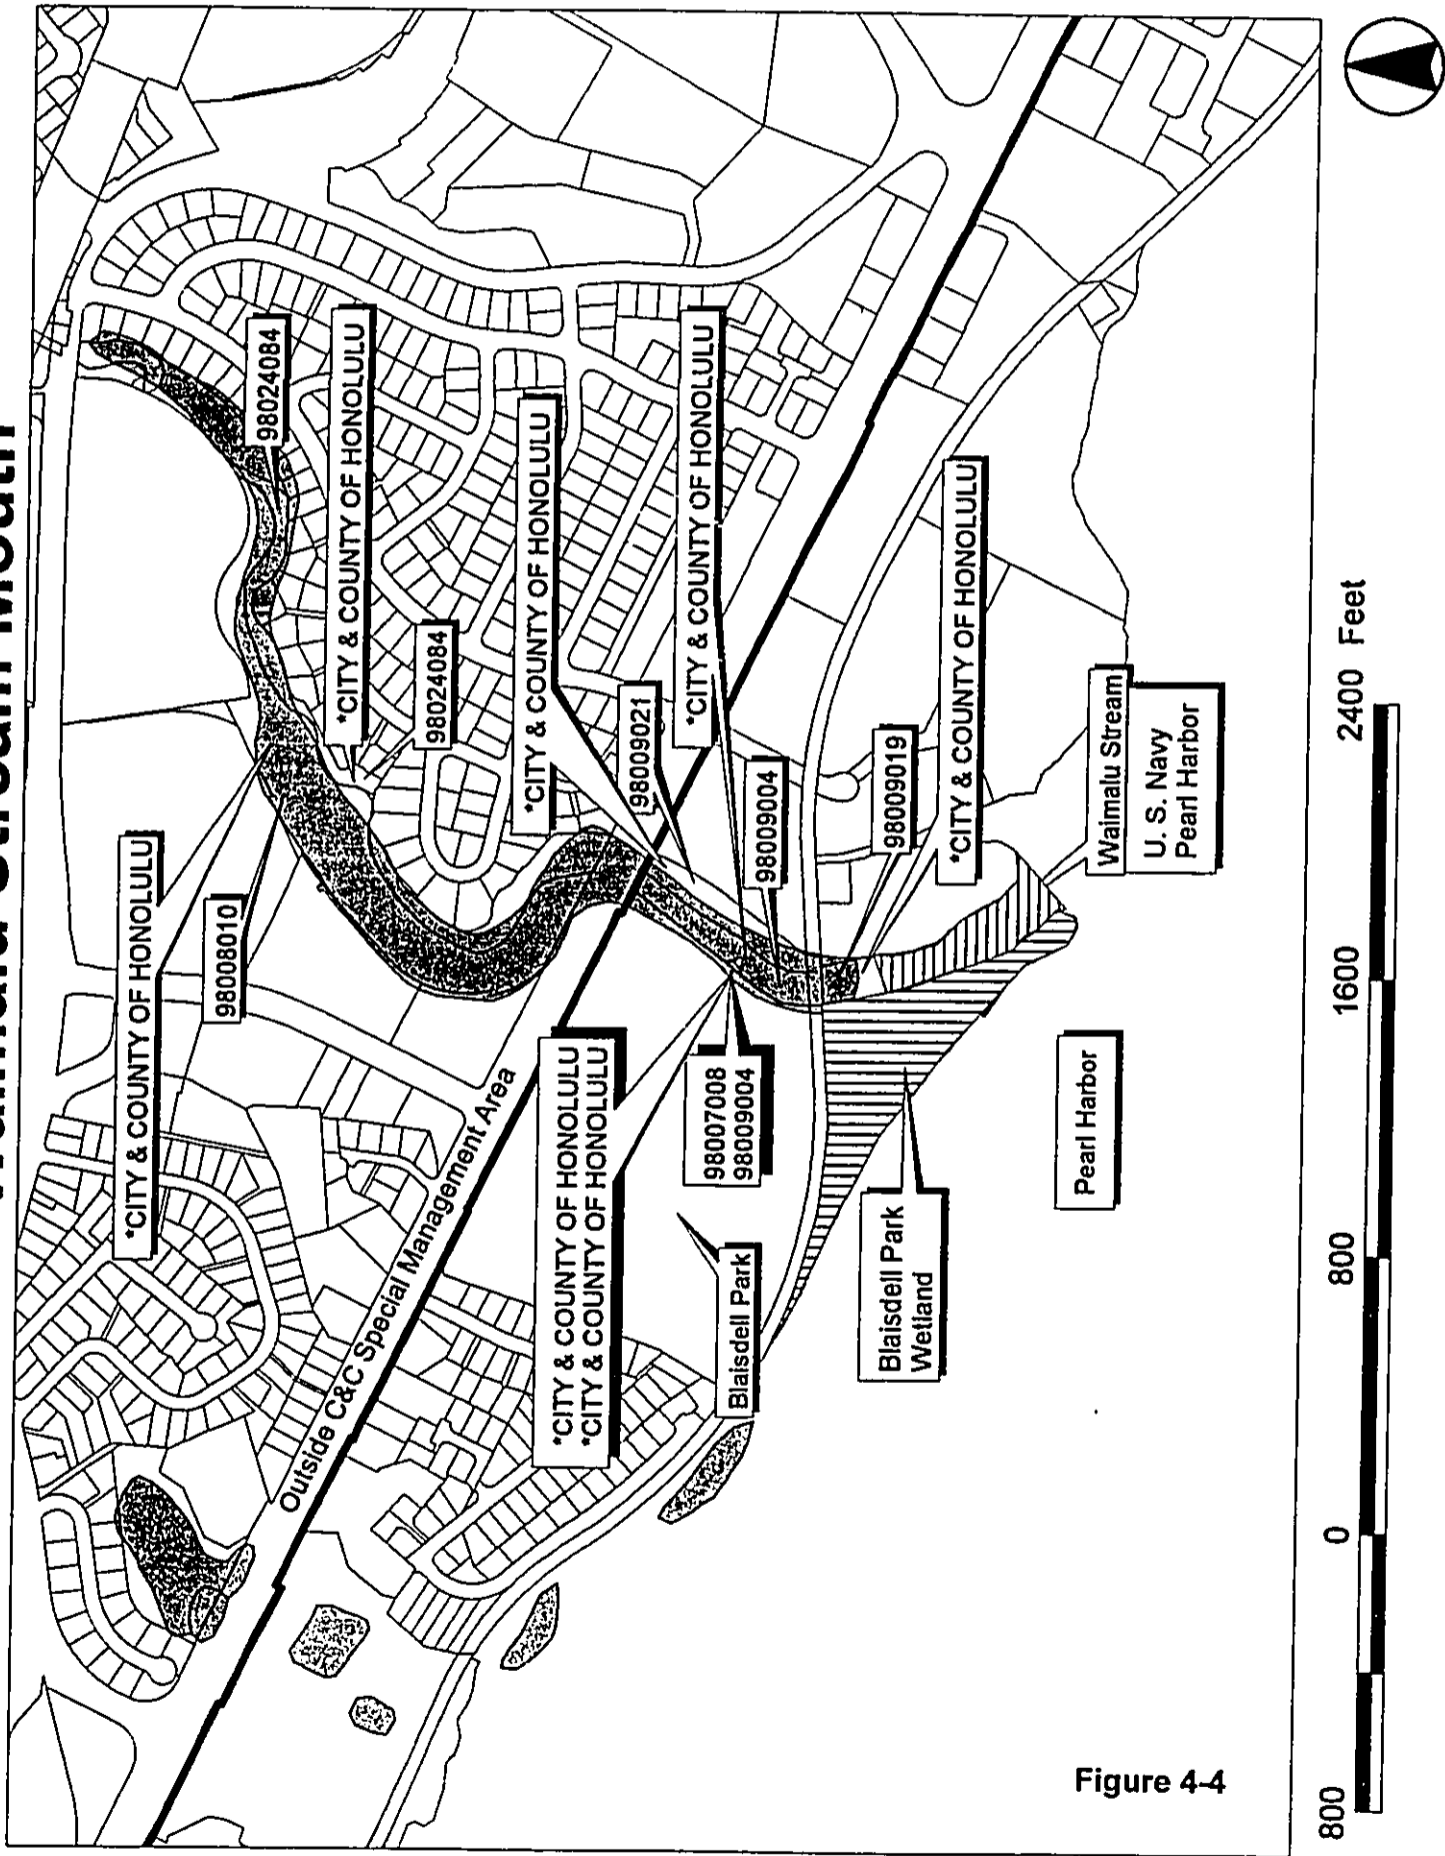 Waimalu Stream Mouth
*CITY & COUNTY OF HONOLULU
98008010
98024084
*CITY & COUNTY OF HONOLULU
98024084
Outside C&C Special Management Area
*CITY & COUNTY OF HONOLULU
*CITY & COUNTY OF HONOLULU
*CITY & COUNTY OF HONOLULU
98009021
*CITY & COUNTY OF HONOLULU
98007008
98009004
98009004
Blaisdell Park
98009019
*CITY & COUNTY OF HONOLULU
Blaisdell Park
Wetland
Pearl Harbor
Waimalu Stream
U. S. Navy
Pearl Harbor
Figure 4-4
800 0 800 1600 2400 Feet